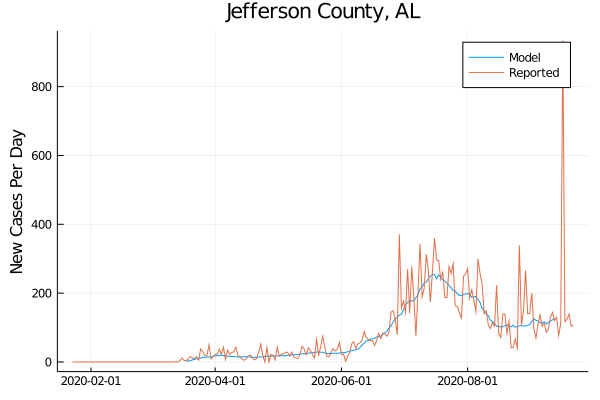 Jefferson County, AL
Model
Reported
New Cases Per Day
800
600
400
200
0
2020-02-01
2020-04-01
2020-06-01
2020-08-01